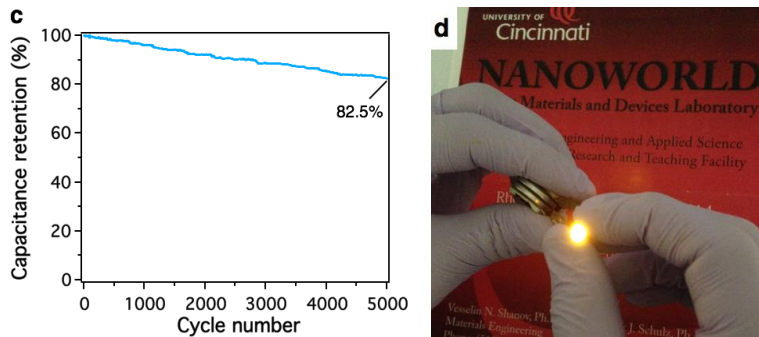 c
Capacitance retention (%)
100
80
60
40
20
0
82.5%
0 1000 2000 3000 4000 5000
Cycle number
d
UNIVERSITY OF
Cincinnati
NANOWORLD
Materials and Devices Laboratory
gineering and Applied Science
Research and Teaching Facility
Rh
Vesselin N. Shanov, Ph.
Materials Engineering
J. Schulz, Ph